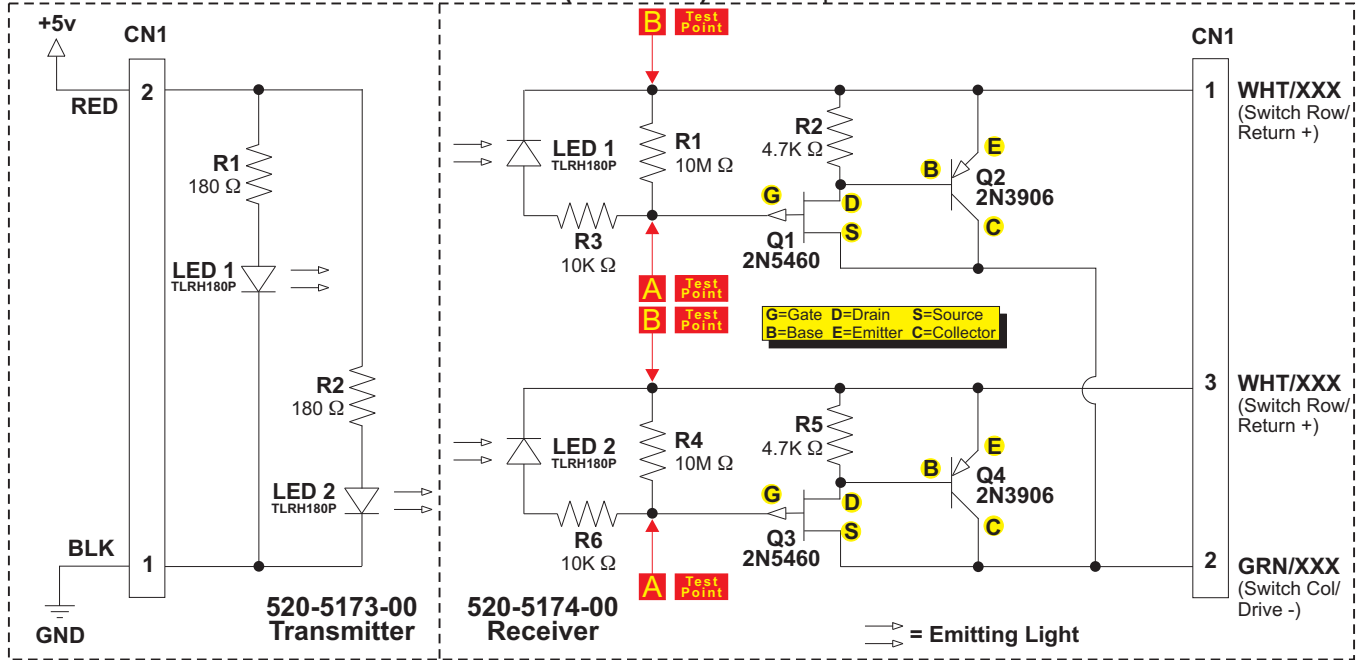 B Test Point
+5v
CN1
RED
2
R1
180 Ω
LED 1
TLRH180P
R2
180 Ω
LED 2
TLRH180P
BLK
1
GND
520-5173-00
Transmitter
LED 1
TLRH180P
R1
10M Ω
R3
10K Ω
A Test Point
R2
4.7K Ω
G
D
S
Q1
2N5460
B
E
C
Q2
2N3906
CN1
1
WHT/XXX
(Switch Row/
Return +)
G=Gate D=Drain S=Source
B=Base E=Emitter C=Collector
B Test Point
LED 2
TLRH180P
R4
10M Ω
R6
10K Ω
A Test Point
R5
4.7K Ω
G
D
S
Q3
2N5460
B
E
C
Q4
2N3906
3
WHT/XXX
(Switch Row/
Return +)
2
GRN/XXX
(Switch Col/
Drive -)
520-5174-00
Receiver
= Emitting Light